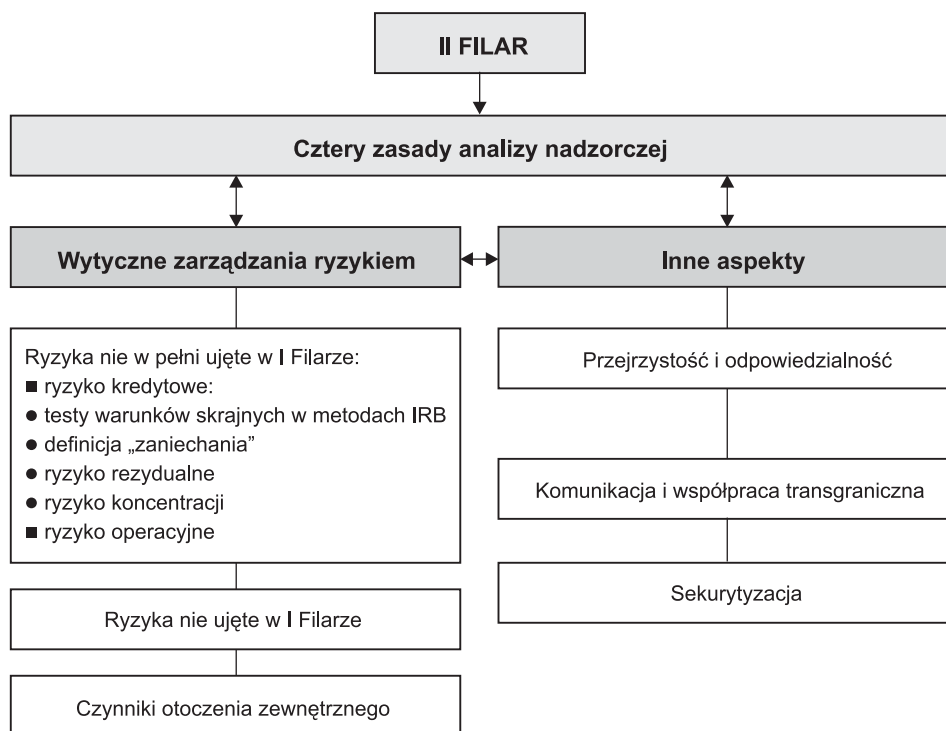 II FILAR
Cztery zasady analizy nadzorczej
Wytyczne zarządzania ryzykiem
Ryzyka nie w pełni ujęte w I Filarze:
■ ryzyko kredytowe:
● testy warunków skrajnych w metodach IRB
● definicja „zaniechania”
● ryzyko rezydualne
● ryzyko koncentracji
■ ryzyko operacyjne
Ryzyka nie ujęte w I Filarze
Czynniki otoczenia zewnętrznego
Inne aspekty
Przejrzystość i odpowiedzialność
Komunikacja i współpraca transgraniczna
Sekurytyzacja